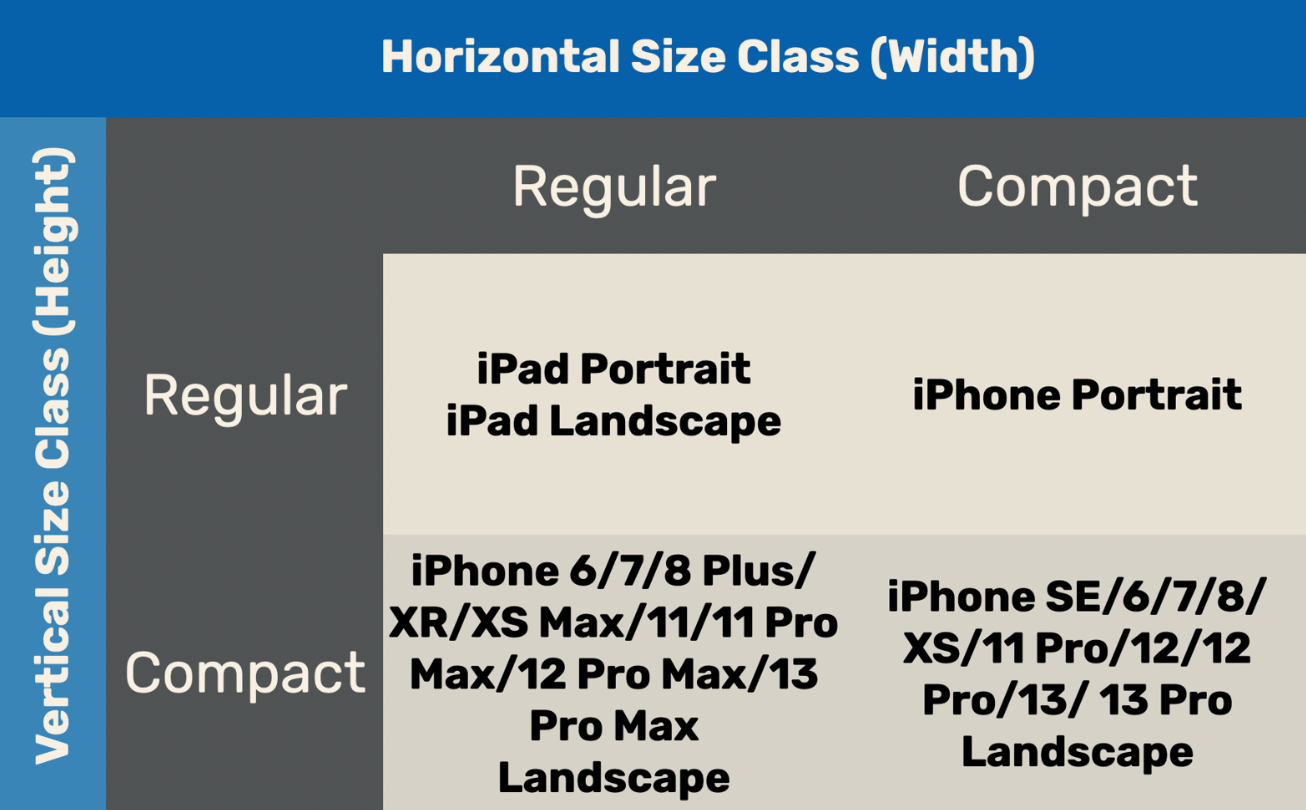 Horizontal Size Class (Width)
Vertical Size Class (Height)
Regular
Compact
Regular
iPad Portrait
iPad Landscape
iPhone Portrait
Compact
iPhone 6/7/8 Plus/
XR/XS Max/11/11 Pro
Max/12 Pro Max/13
Pro Max
Landscape
iPhone SE/6/7/8/
XS/11 Pro/12/12
Pro/13/ 13 Pro
Landscape